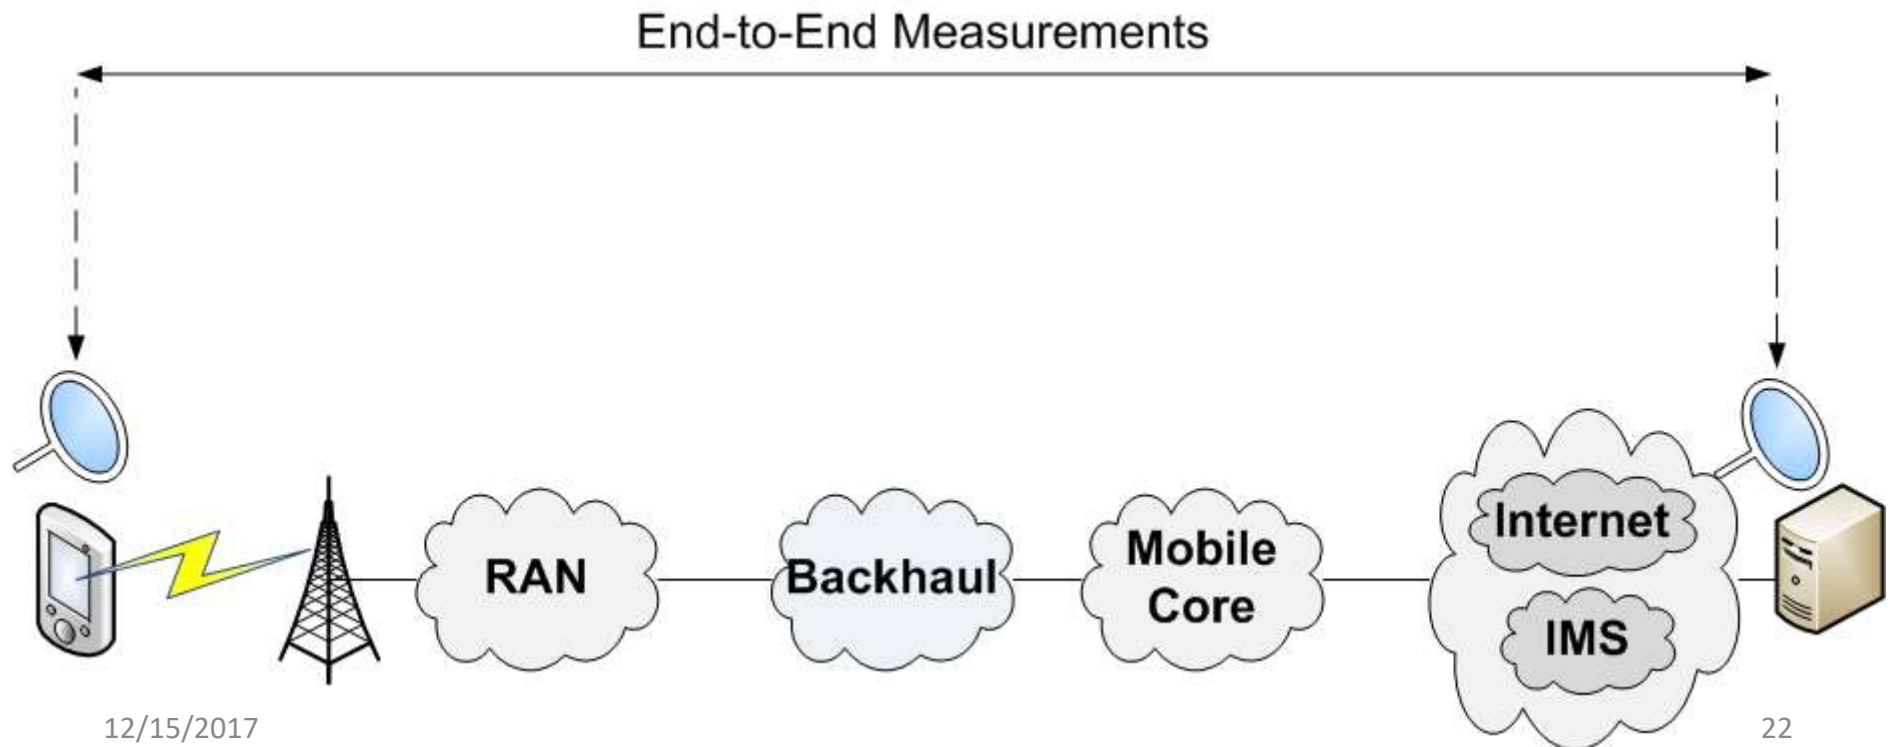 End-to-End Measurements
RAN
Backhaul
Mobile
Core
Internet
IMS
12/15/2017
22